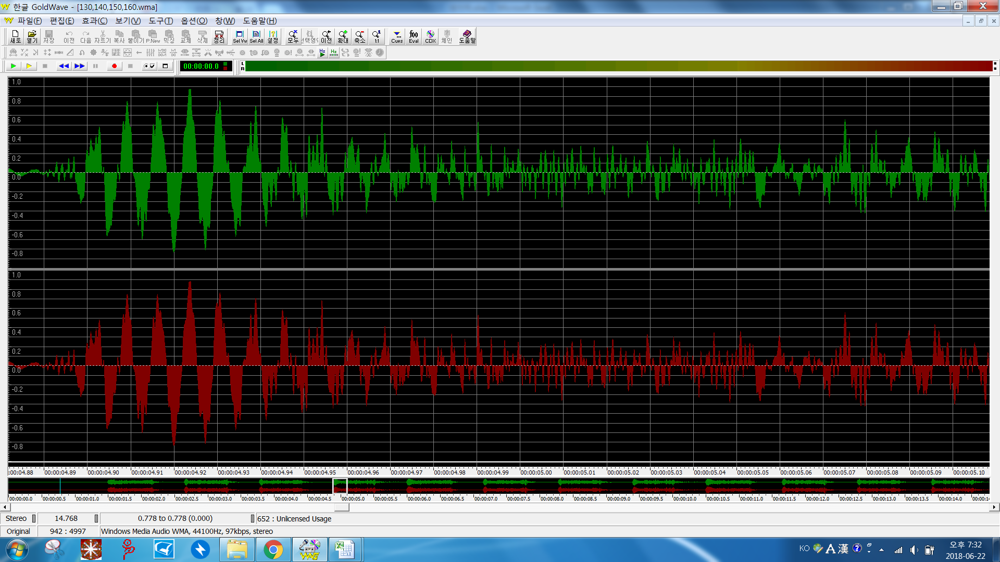 한글 GoldWave - [130,140,150,160.wma]
파일(F) 편집(E) 효과(C) 보기(V) 도구(T) 옵션(O) 창(W) 도움말(H)
새로 열기 저장 이전 다음 자르기 복사 붙이기 P.New 믹싱 교체 삭제 정리 Sel Vw Sel All 설정 모두 선택영역 이전 확대 축소 1:1 Cues Eval CDX 체인 도움말
00:00:00.0 L
R
1.0
0.8
0.6
0.4
0.2
0.0
-0.2
-0.4
-0.6
-0.8
1.0
0.8
0.6
0.4
0.2
0.0
-0.2
-0.4
-0.6
-0.8
:00:04.88 00:00:04.89 00:00:04.90 00:00:04.91 00:00:04.92 00:00:04.93 00:00:04.94 00:00:04.95 00:00:04.96 00:00:04.97 00:00:04.98 00:00:04.99 00:00:05.00 00:00:05.01 00:00:05.02 00:00:05.03 00:00:05.04 00:00:05.05 00:00:05.06 00:00:05.07 00:00:05.08 00:00:05.09 00:00:05.10
00:00:00.0 00:00:00.5 00:00:01.0 00:00:01.5 00:00:02.0 00:00:02.5 00:00:03.0 00:00:03.5 00:00:04.0 00:00:04.5 00:00:05.0 00:00:05.5 00:00:06.0 00:00:06.5 00:00:07.0 00:00:07.5 00:00:08.0 00:00:08.5 00:00:09.0 00:00:09.5 00:00:10.0 00:00:10.5 00:00:11.0 00:00:11.5 00:00:12.0 00:00:12.5 00:00:13.0 00:00:13.5 00:00:14.0 00:00:14
Stereo 14.768 0.778 to 0.778 (0.000) 652 : Unlicensed Usage
Original 942 : 4997 Windows Media Audio WMA, 44100Hz, 97kbps, stereo
KO A 漢 오후 7:32
2018-06-22